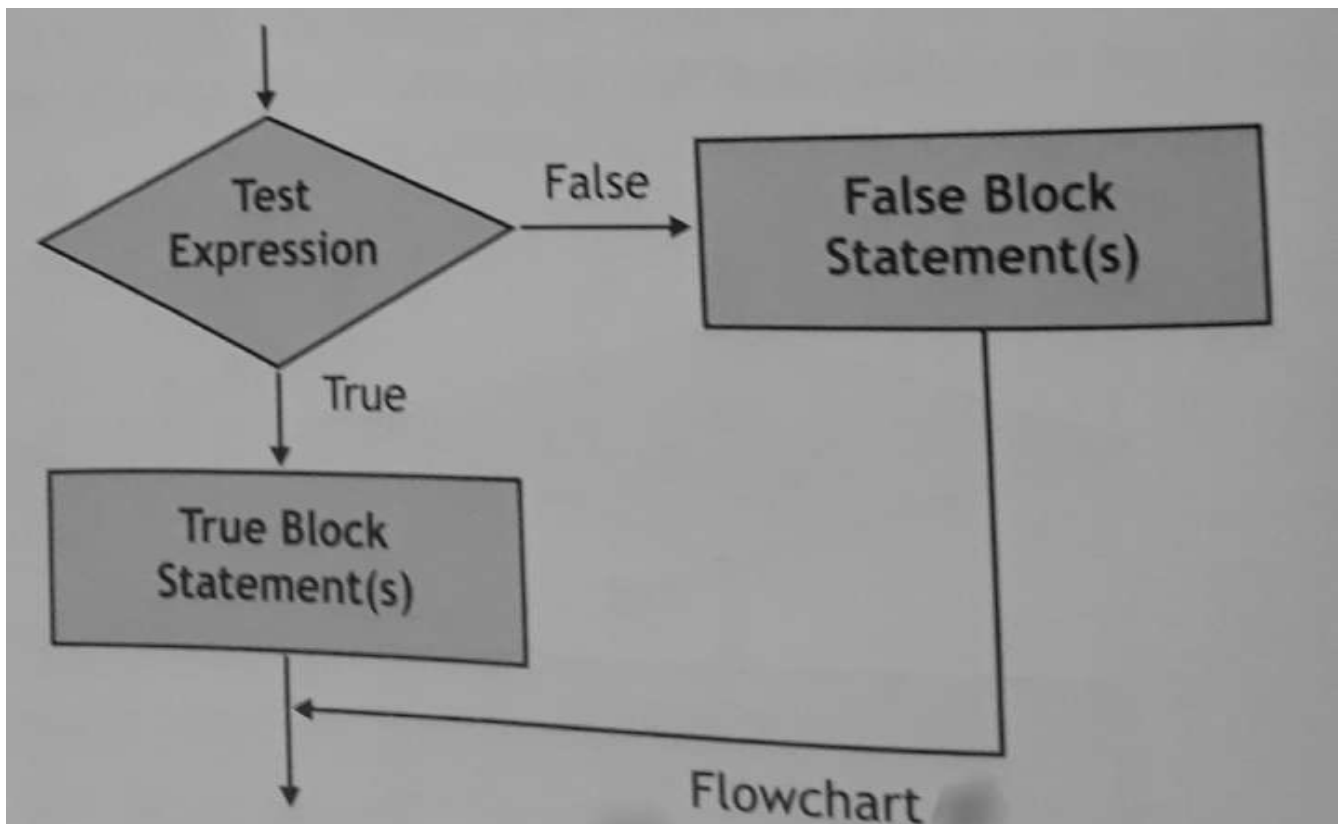 Test
Expression
False
False Block
Statement(s)
True
True Block
Statement(s)
Flowchart